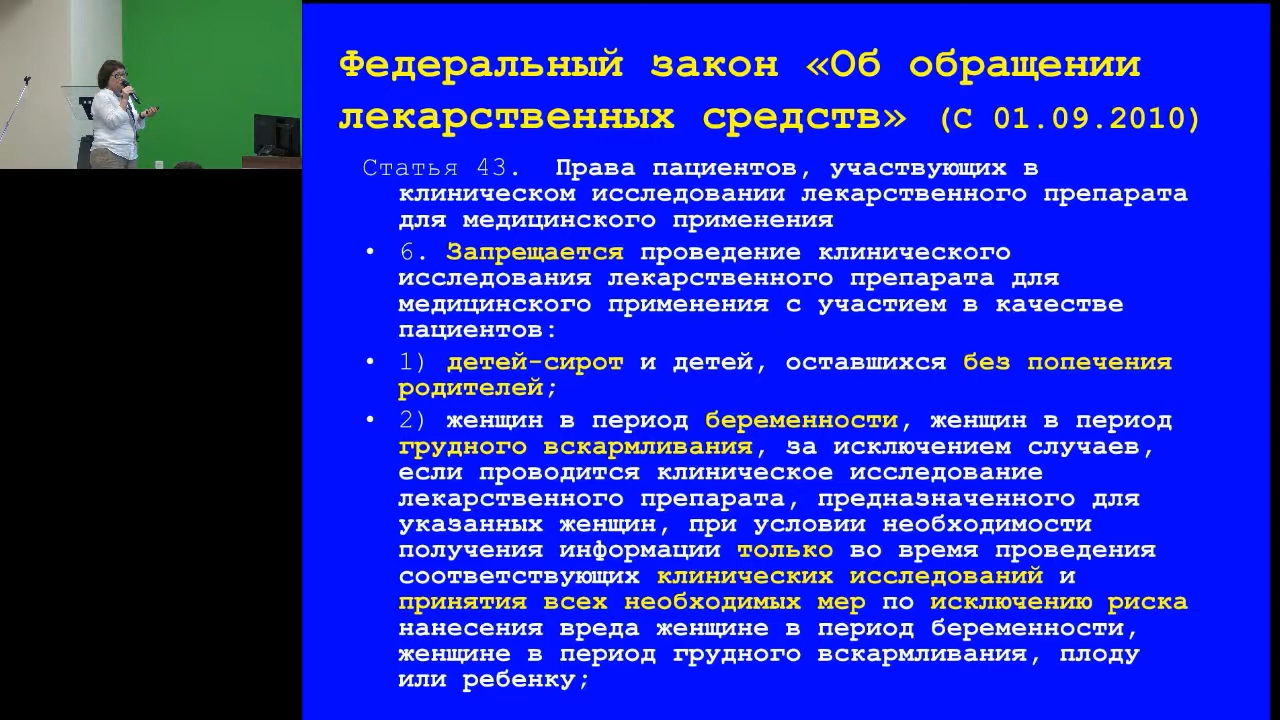 Федеральный закон «Об обращении
лекарственных средств» (С 01.09.2010)
Статья 43. Права пациентов, участвующих в
клиническом исследовании лекарственного препарата
для медицинского применения
• 6. Запрещается проведение клинического
исследования лекарственного препарата для
медицинского применения с участием в качестве
пациентов:
• 1) детей-сирот и детей, оставшихся без попечения
родителей;
• 2) женщин в период беременности, женщин в период
грудного вскармливания, за исключением случаев,
если проводится клиническое исследование
лекарственного препарата, предназначенного для
указанных женщин, при условии необходимости
получения информации только во время проведения
соответствующих клинических исследований и
принятия всех необходимых мер по исключению риска
нанесения вреда женщине в период беременности,
женщине в период грудного вскармливания, плоду
или ребенку;